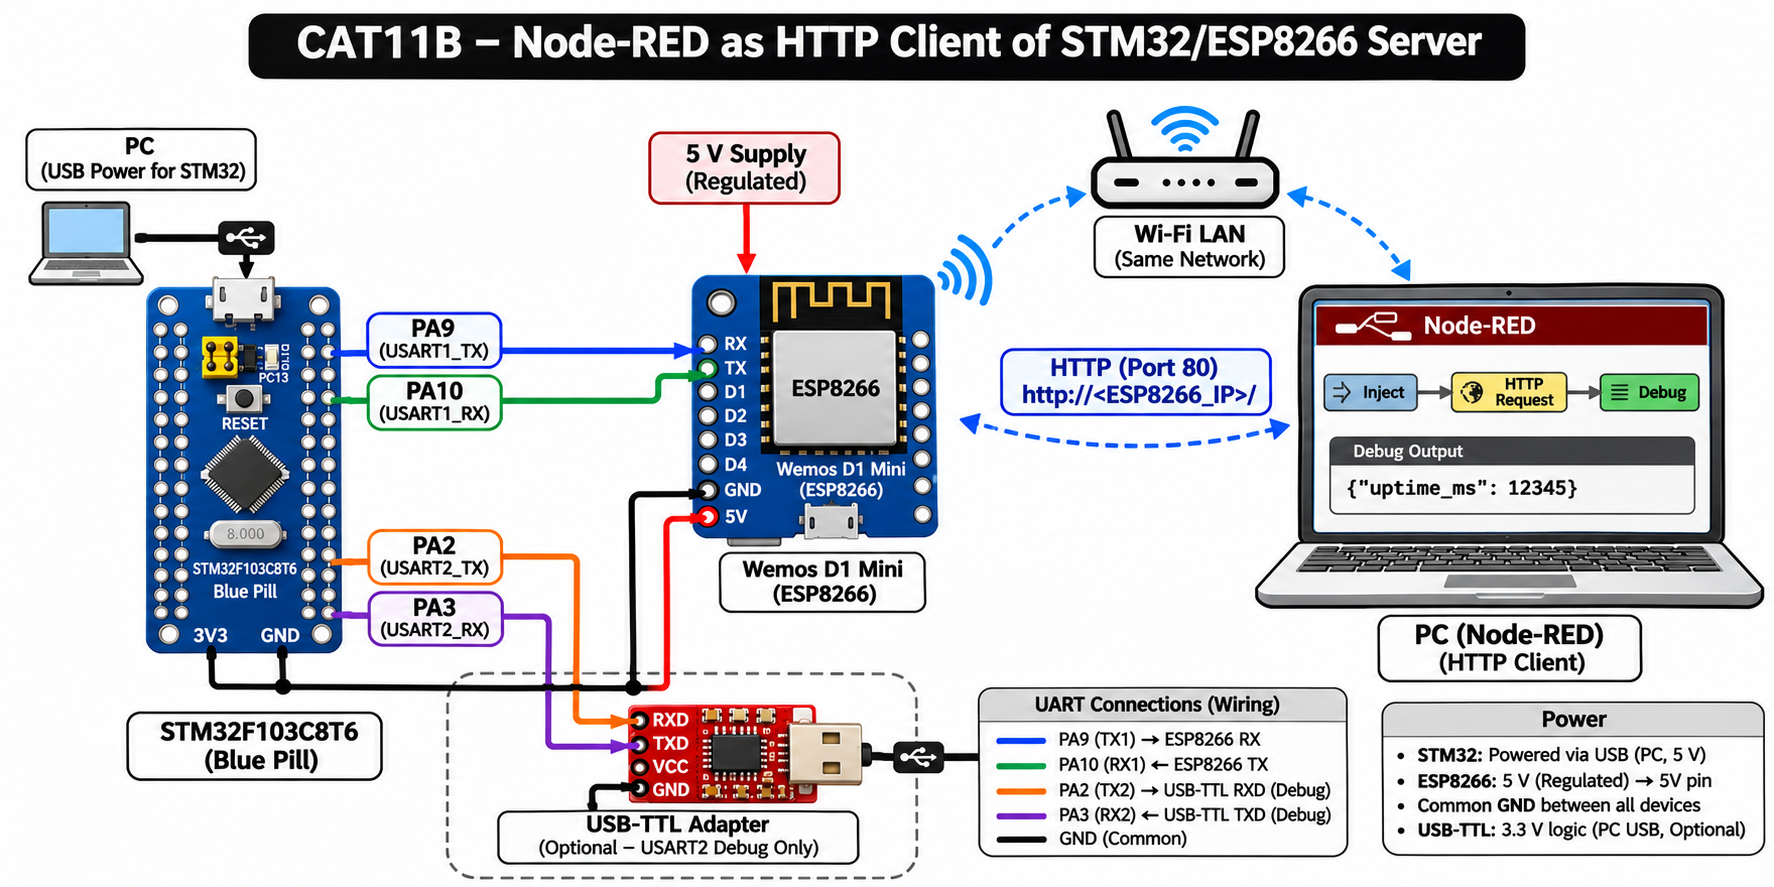 CAT11B – Node-RED as HTTP Client of STM32/ESP8266 Server
PC
(USB Power for STM32)
5 V Supply
(Regulated)
Wi-Fi LAN
(Same Network)
PA9
(USART1_TX)
PA10
(USART1_RX)
PC13
RESET
8.000
STM32F103C8T6
Blue Pill
3V3 GND
PA2
(USART2_TX)
PA3
(USART2_RX)
STM32F103C8T6
(Blue Pill)
RX
TX
D1
D2
D3
D4
GND
5V
ESP8266
Wemos D1 Mini
(ESP8266)
Wemos D1 Mini
(ESP8266)
HTTP (Port 80)
http://<ESP8266_IP>/
Node-RED
Inject
HTTP
Request
Debug
Debug Output
{"uptime_ms": 12345}
PC (Node-RED)
(HTTP Client)
RXD
TXD
VCC
GND
USB-TTL Adapter
(Optional – USART2 Debug Only)
UART Connections (Wiring)
PA9 (TX1) → ESP8266 RX
PA10 (RX1) ← ESP8266 TX
PA2 (TX2) → USB-TTL RXD (Debug)
PA3 (RX2) ← USB-TTL TXD (Debug)
GND (Common)
Power
• STM32: Powered via USB (PC, 5 V)
• ESP8266: 5 V (Regulated) → 5V pin
• Common GND between all devices
• USB-TTL: 3.3 V logic (PC USB, Optional)